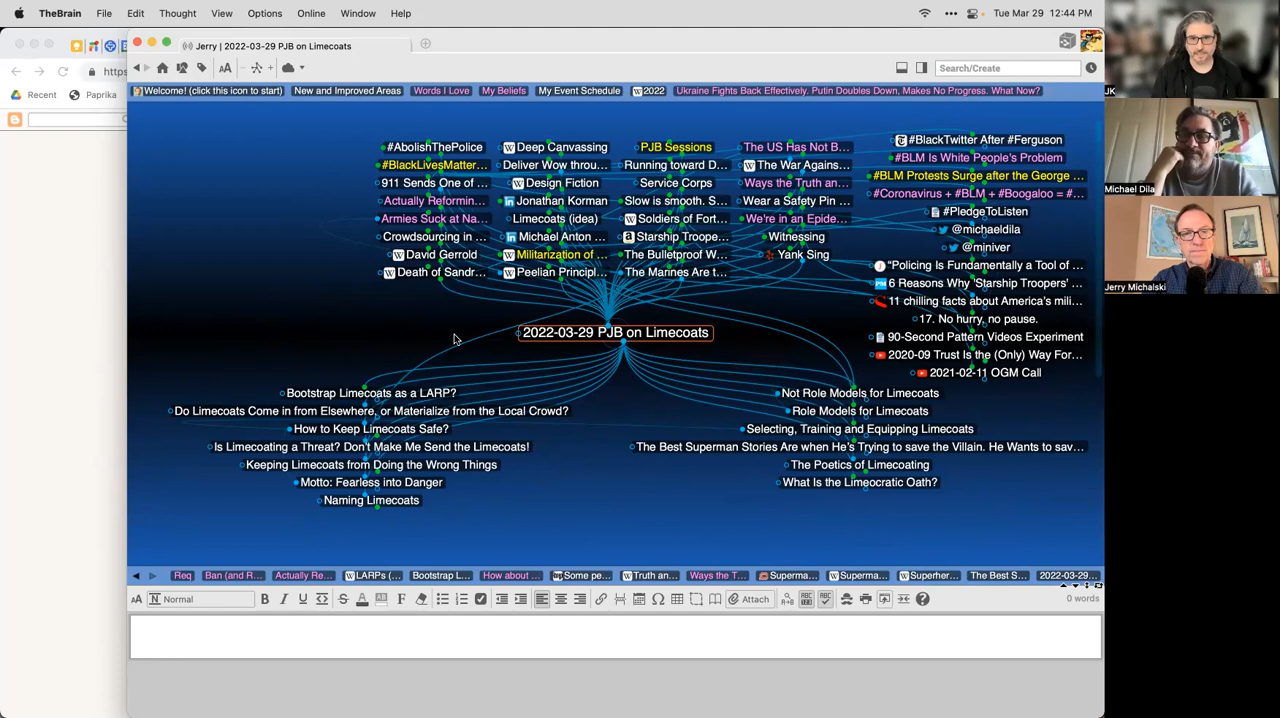 TheBrain File Edit Thought View Options Online Window Help Tue Mar 29 12:44 PM
Jerry | 2022-03-29 PJB on Limecoats
https
Search/Create
Recent Paprika
Welcome! (click this icon to start) New and Improved Areas Words I Love My Beliefs My Event Schedule 2022 Ukraine Fights Back Effectively. Putin Doubles Down, Makes No Progress. What Now?
#AbolishThePolice
#BlackLivesMatter...
911 Sends One of ...
Actually Reformin...
Armies Suck at Na...
Crowdsourcing in ...
David Gerrold
Death of Sandr...
Deep Canvassing
Deliver Wow throu...
Design Fiction
Jonathan Korman
Limecoats (idea)
Michael Anton ...
Militarization of ...
Peelian Principl...
PJB Sessions
Running toward D...
Service Corps
Slow is smooth. S...
Soldiers of Fort...
Starship Troope...
The Bulletproof W...
The Marines Are t...
The US Has Not B...
The War Agains...
Ways the Truth an...
Wear a Safety Pin ...
We're in an Epide...
Witnessing
Yank Sing
#BlackTwitter After #Ferguson
#BLM Is White People's Problem
#BLM Protests Surge after the George ...
#Coronavirus + #BLM + #Boogaloo = #...
#PledgeToListen
@michaeldila
@miniver
"Policing Is Fundamentally a Tool of ...
6 Reasons Why 'Starship Troopers' ...
11 chilling facts about America's mili...
17. No hurry, no pause.
90-Second Pattern Videos Experiment
2020-09 Trust Is the (Only) Way For...
2021-02-11 OGM Call
2022-03-29 PJB on Limecoats
Bootstrap Limecoats as a LARP?
Do Limecoats Come in from Elsewhere, or Materialize from the Local Crowd?
How to Keep Limecoats Safe?
Is Limecoating a Threat? Don't Make Me Send the Limecoats!
Keeping Limecoats from Doing the Wrong Things
Motto: Fearless into Danger
Naming Limecoats
Not Role Models for Limecoats
Role Models for Limecoats
Selecting, Training and Equipping Limecoats
The Best Superman Stories Are when He's Trying to save the Villain. He Wants to sav...
The Poetics of Limecoating
What Is the Limeocratic Oath?
Req Ban (and R... Actually Re... LARPs (... Bootstrap L... How about ... Some pe... Truth an... Ways the T... Superma... Superma... Superher... The Best S... 2022-03-29...
Normal B I U S A Attach 0 words
JK
Michael Dila
Jerry Michalski